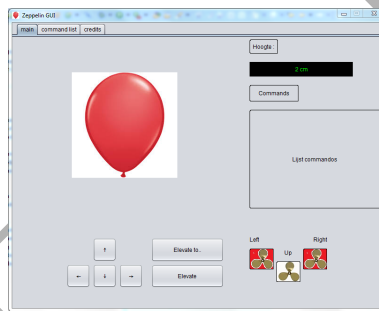 Zeppelin GUI
main command list credits
Hoogte :
2 cm
Commands
Lijst commandos
↑
Elevate to..
← ↓ →
Elevate
Left Right
Up